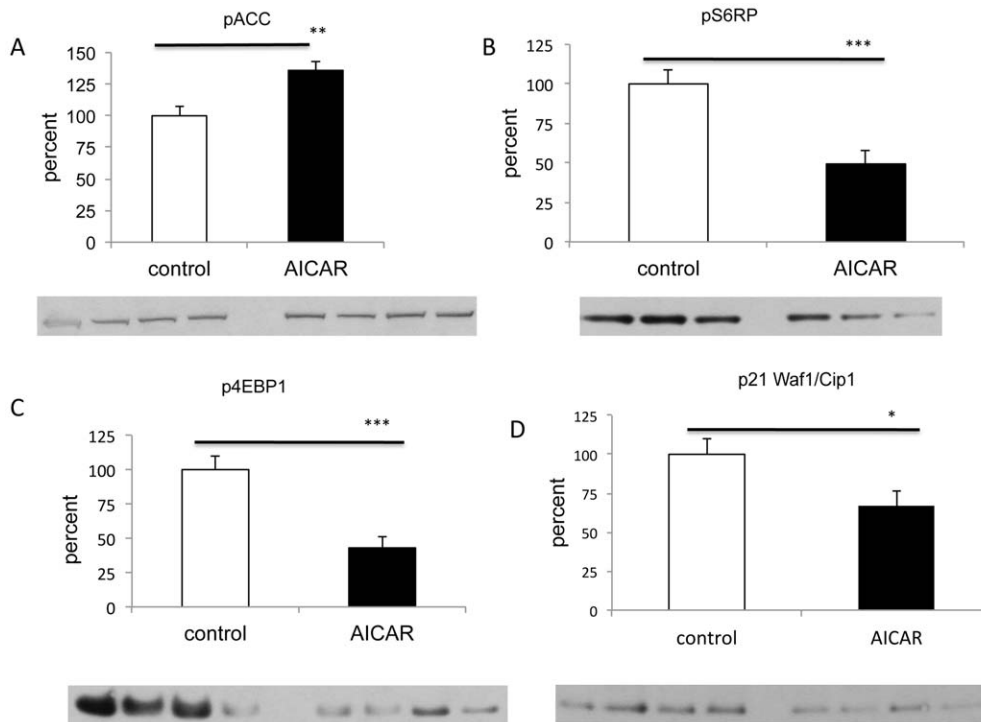 pACC
A
**
150
125
100
75
50
25
0
percent
control AICAR
pS6RP
B
***
125
100
75
50
25
0
percent
control AICAR
p4EBP1
C
***
125
100
75
50
25
0
percent
control AICAR
p21 Waf1/Cip1
D
*
125
100
75
50
25
0
percent
control AICAR